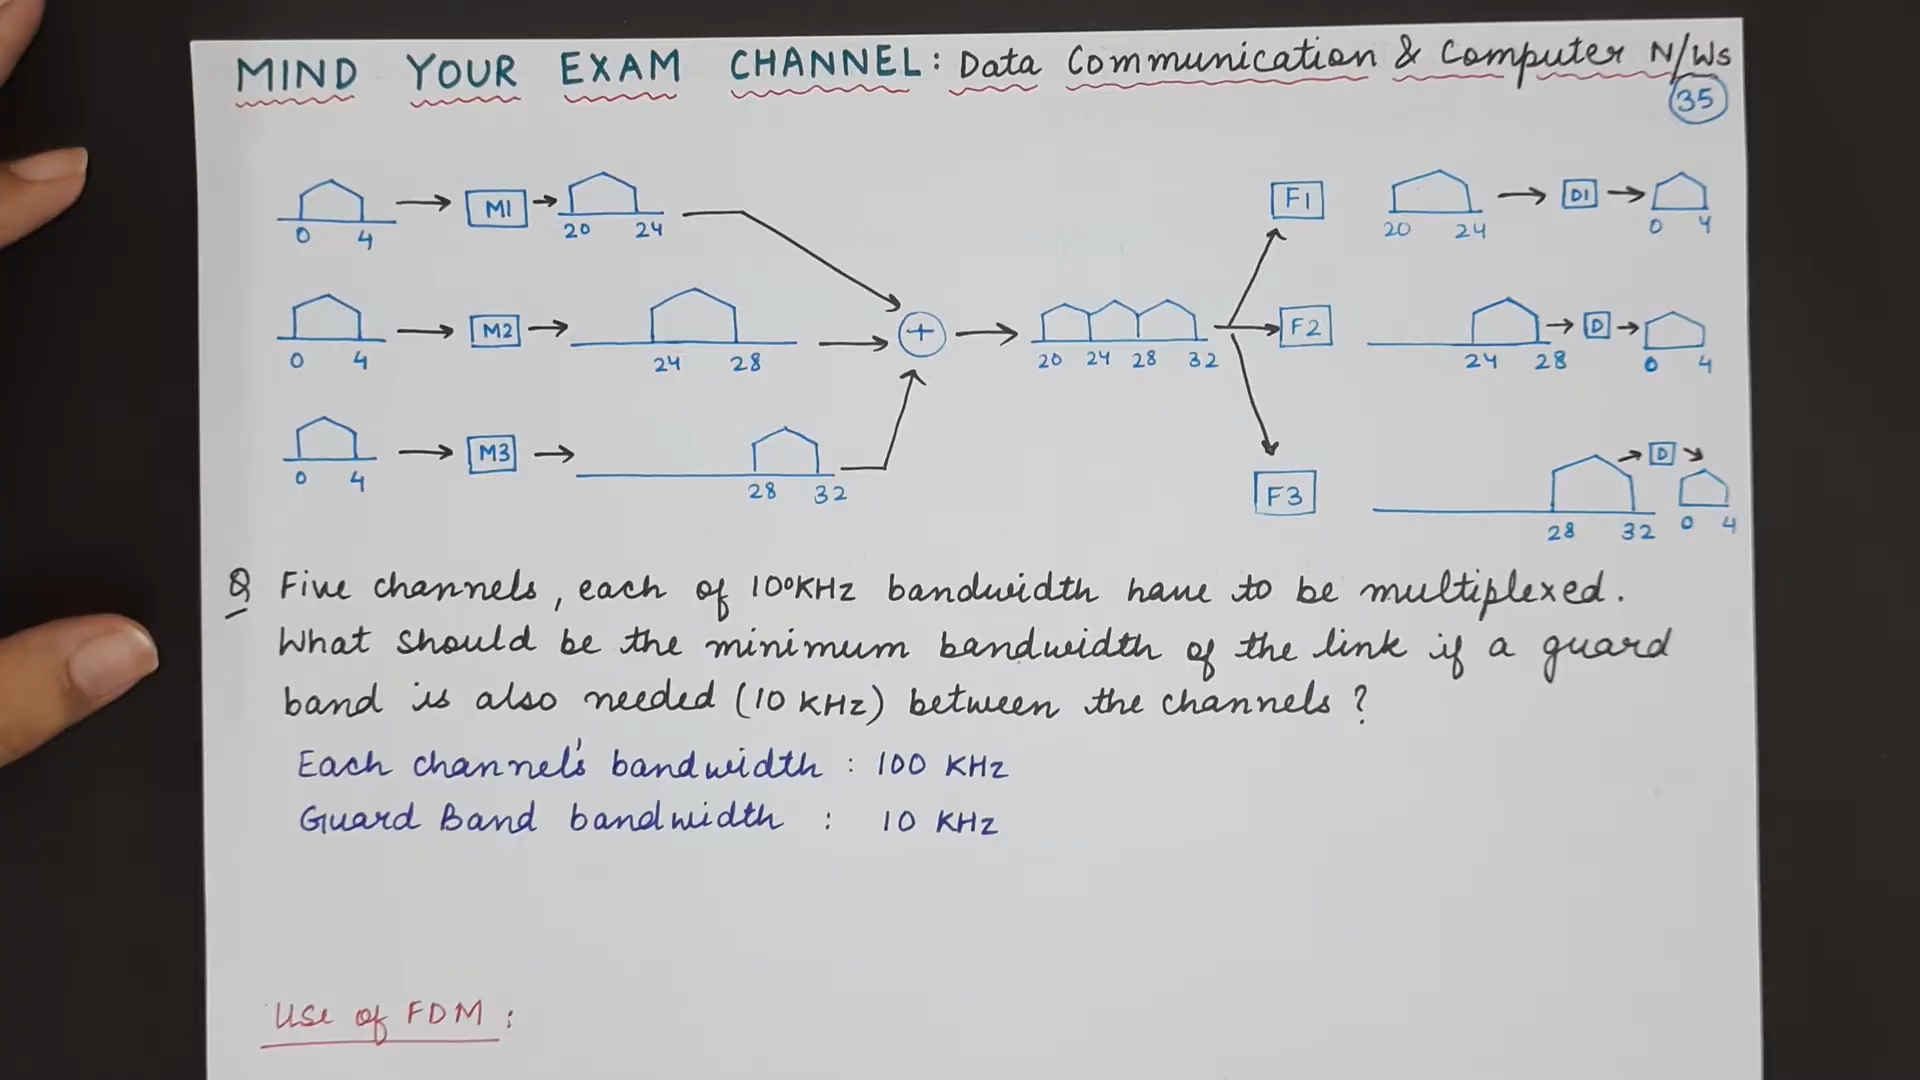 MIND YOUR EXAM CHANNEL: Data Communication & Computer N/Ws
35
0 4 M1 20 24
F1 20 24 D1 0 4
0 4 M2 24 28 + 20 24 28 32 F2 24 28 D 0 4
0 4 M3 28 32
F3 28 32 D 0 4
Q Five channels, each of 100KHz bandwidth have to be multiplexed.
What should be the minimum bandwidth of the link if a guard
band is also needed (10 KHz) between the channels?
Each channel's bandwidth : 100 KHz
Guard Band bandwidth : 10 KHz
Use of FDM :